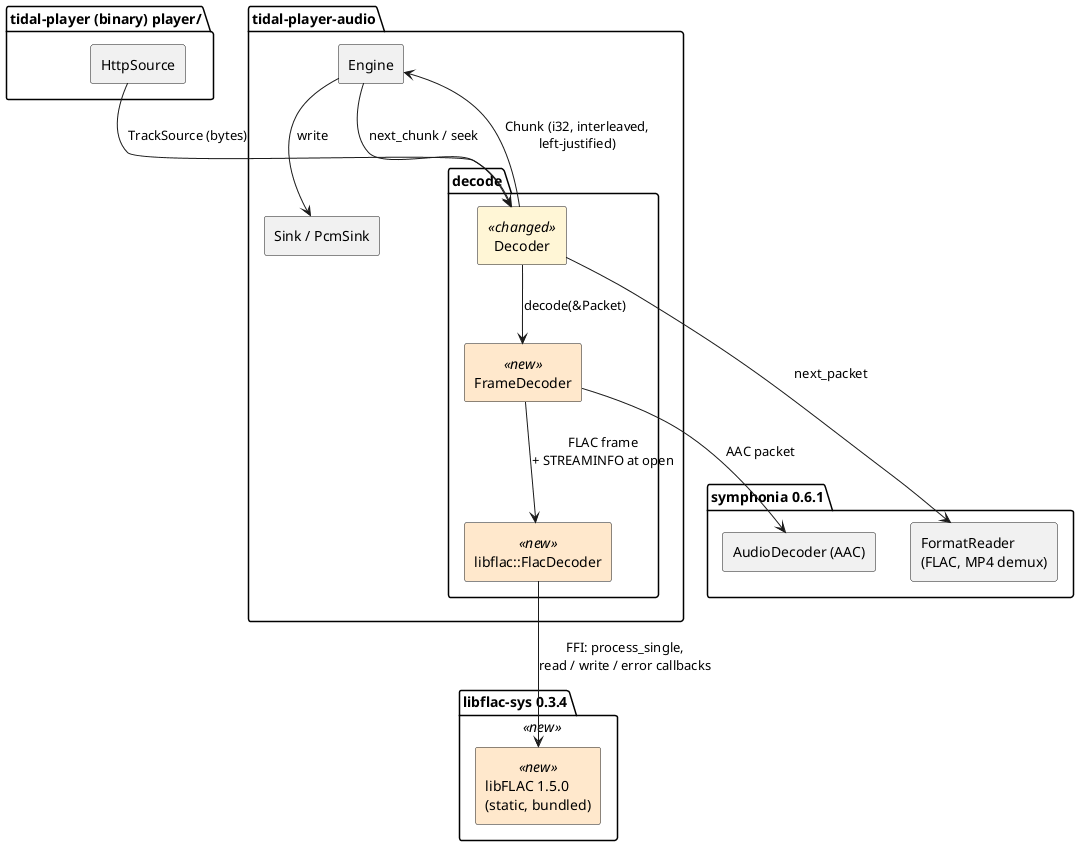 tidal-player (binary) player/
HttpSource
tidal-player-audio
Engine
TrackSource (bytes)
write
next_chunk / seek
Chunk (i32, interleaved,
left-justified)
decode
Sink / PcmSink
«changed»
Decoder
decode(&Packet)
next_packet
«new»
FrameDecoder
FLAC frame
+ STREAMINFO at open
AAC packet
symphonia 0.6.1
AudioDecoder (AAC)
FormatReader
(FLAC, MP4 demux)
«new»
libflac::FlacDecoder
FFI: process_single,
read / write / error callbacks
libflac-sys 0.3.4
«new»
«new»
libFLAC 1.5.0
(static, bundled)